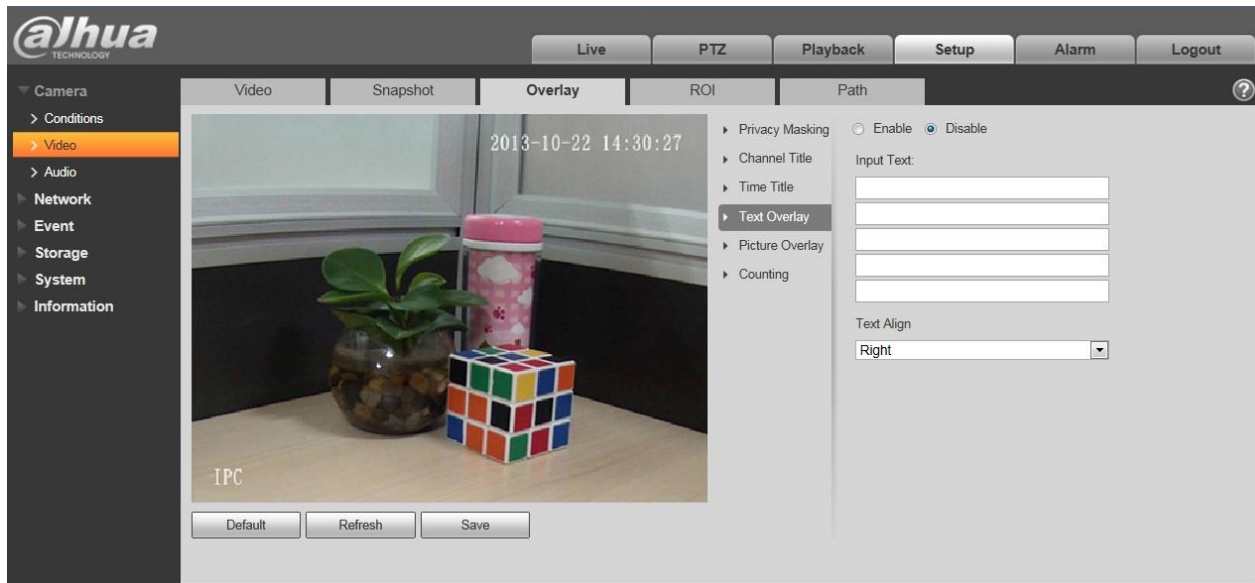 alhua
TECHNOLOGY
Live
PTZ
Playback
Setup
Alarm
Logout
Camera
Conditions
Video
Audio
Network
Event
Storage
System
Information
Video
Snapshot
Overlay
ROI
Path
?
2013-10-22 14:30:27
IPC
Default
Refresh
Save
Privacy Masking
Channel Title
Time Title
Text Overlay
Picture Overlay
Counting
Enable Disable
Input Text:
Text Align
Right